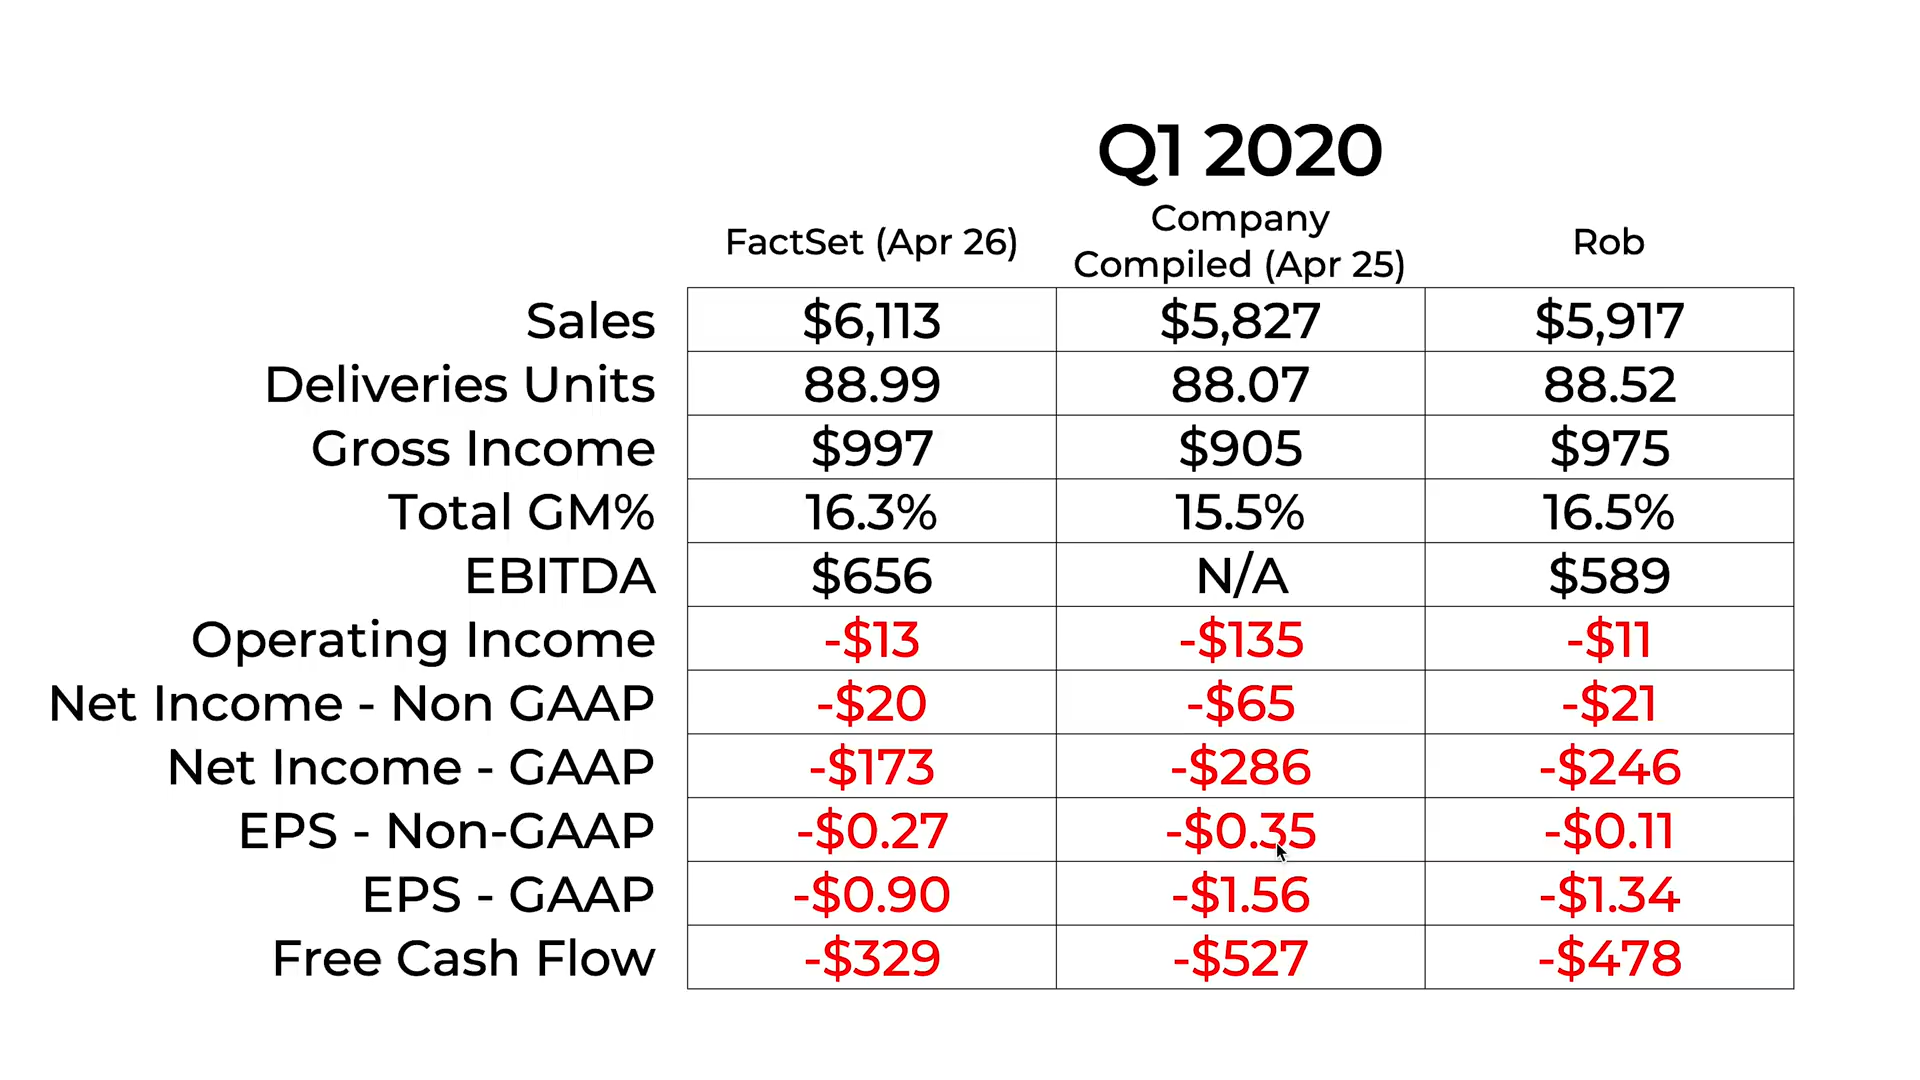 Q1 2020
FactSet (Apr 26)
Company
Compiled (Apr 25)
Rob
Sales $6,113 $5,827 $5,917
Deliveries Units 88.99 88.07 88.52
Gross Income $997 $905 $975
Total GM% 16.3% 15.5% 16.5%
EBITDA $656 N/A $589
Operating Income -$13 -$135 -$11
Net Income - Non GAAP -$20 -$65 -$21
Net Income - GAAP -$173 -$286 -$246
EPS - Non-GAAP -$0.27 -$0.35 -$0.11
EPS - GAAP -$0.90 -$1.56 -$1.34
Free Cash Flow -$329 -$527 -$478